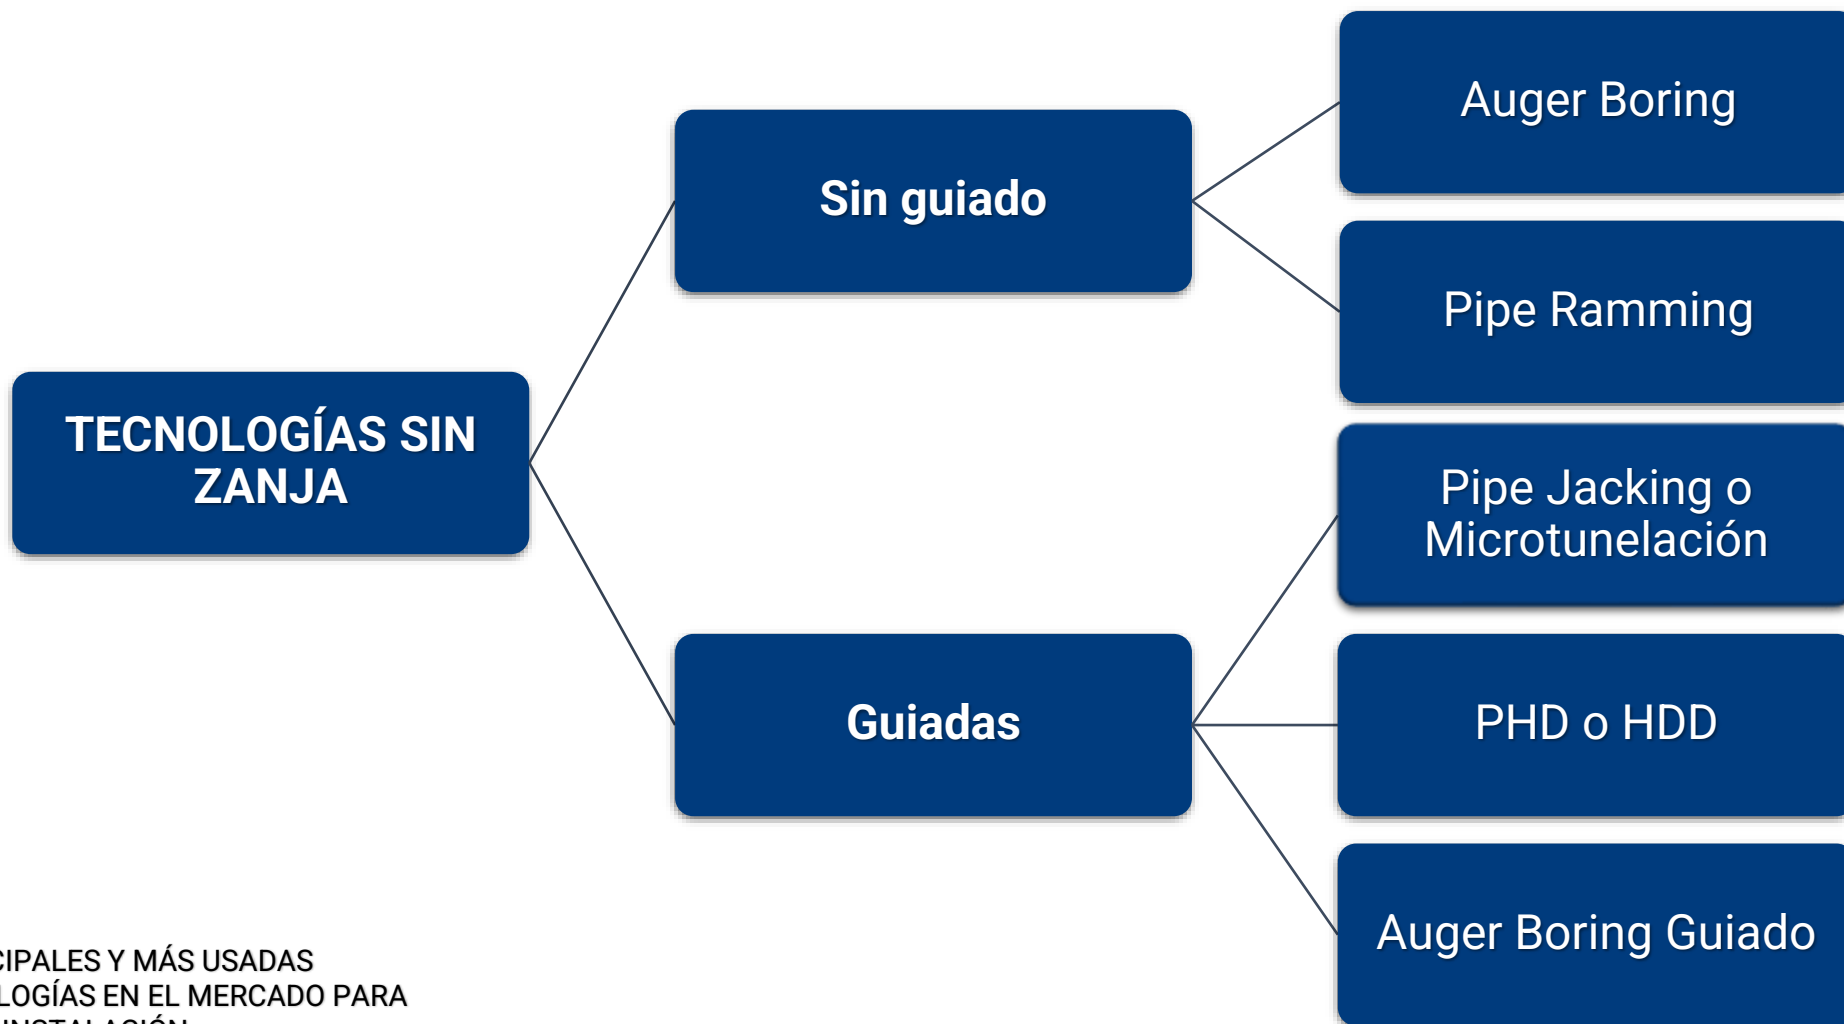 TECNOLOGÍAS SIN
ZANJA
Sin guiado
Auger Boring
Pipe Ramming
Guiadas
Pipe Jacking o
Microtunelación
PHD o HDD
Auger Boring Guiado
CIPALES Y MÁS USADAS
LOGÍAS EN EL MERCADO PARA
INSTALACIÓN